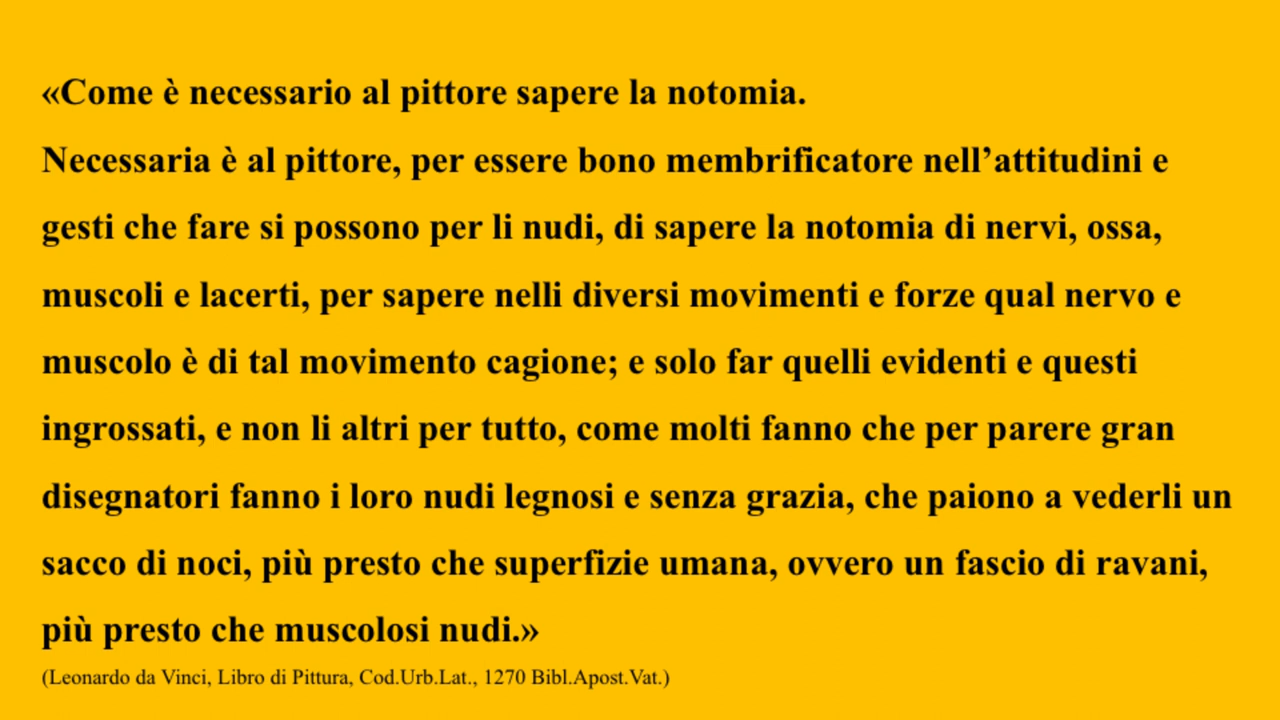 «Come è necessario al pittore sapere la notomia.
Necessaria è al pittore, per essere bono membrificatore nell’attitudini e
gesti che fare si possono per li nudi, di sapere la notomia di nervi, ossa,
muscoli e lacerti, per sapere nelli diversi movimenti e forze qual nervo e
muscolo è di tal movimento cagione; e solo far quelli evidenti e questi
ingrossati, e non li altri per tutto, come molti fanno che per parere gran
disegnatori fanno i loro nudi legnosi e senza grazia, che paiono a vederli un
sacco di noci, più presto che superfizie umana, ovvero un fascio di ravani,
più presto che muscolosi nudi.»
(Leonardo da Vinci, Libro di Pittura, Cod.Urb.Lat., 1270 Bibl.Apost.Vat.)